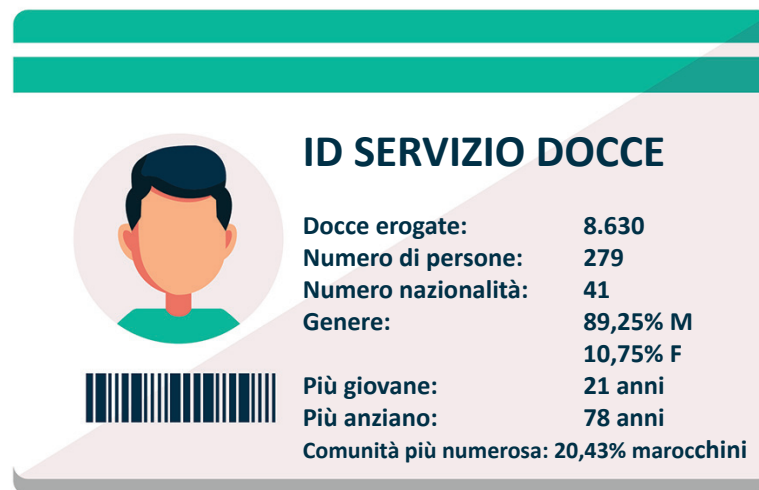 ID SERVIZIO DOCCE
Docce erogate: 8.630
Numero di persone: 279
Numero nazionalità: 41
Genere: 89,25% M
10,75% F
Più giovane: 21 anni
Più anziano: 78 anni
Comunità più numerosa: 20,43% marocchini